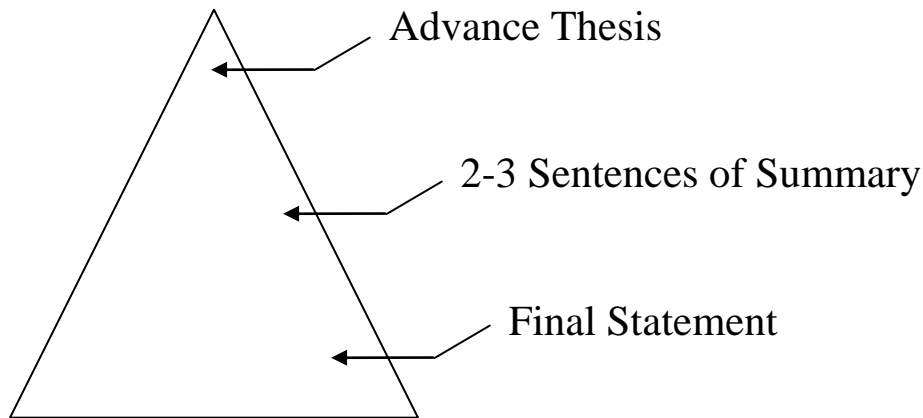 Advance Thesis
2-3 Sentences of Summary
Final Statement